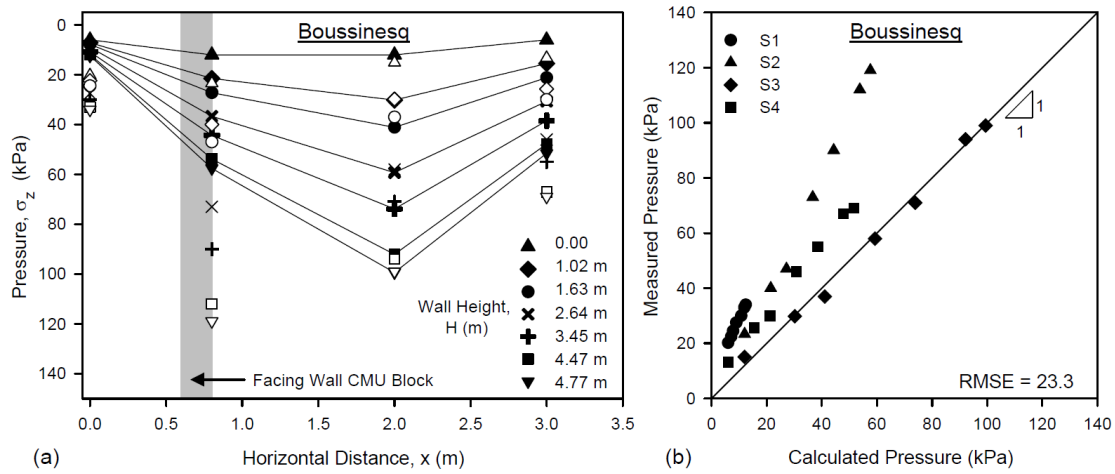 Boussinesq
0
20
40
60
80
100
120
140
Pressure, σz (kPa)
0.00
1.02 m
1.63 m
2.64 m
3.45 m
4.47 m
4.77 m
Wall Height,
H (m)
Facing Wall CMU Block
0.0 0.5 1.0 1.5 2.0 2.5 3.0 3.5
(a) Horizontal Distance, x (m)
Boussinesq
S1
S2
S3
S4
1
1
140
120
100
80
60
40
20
0
Measured Pressure (kPa)
RMSE = 23.3
0 20 40 60 80 100 120 140
(b) Calculated Pressure (kPa)